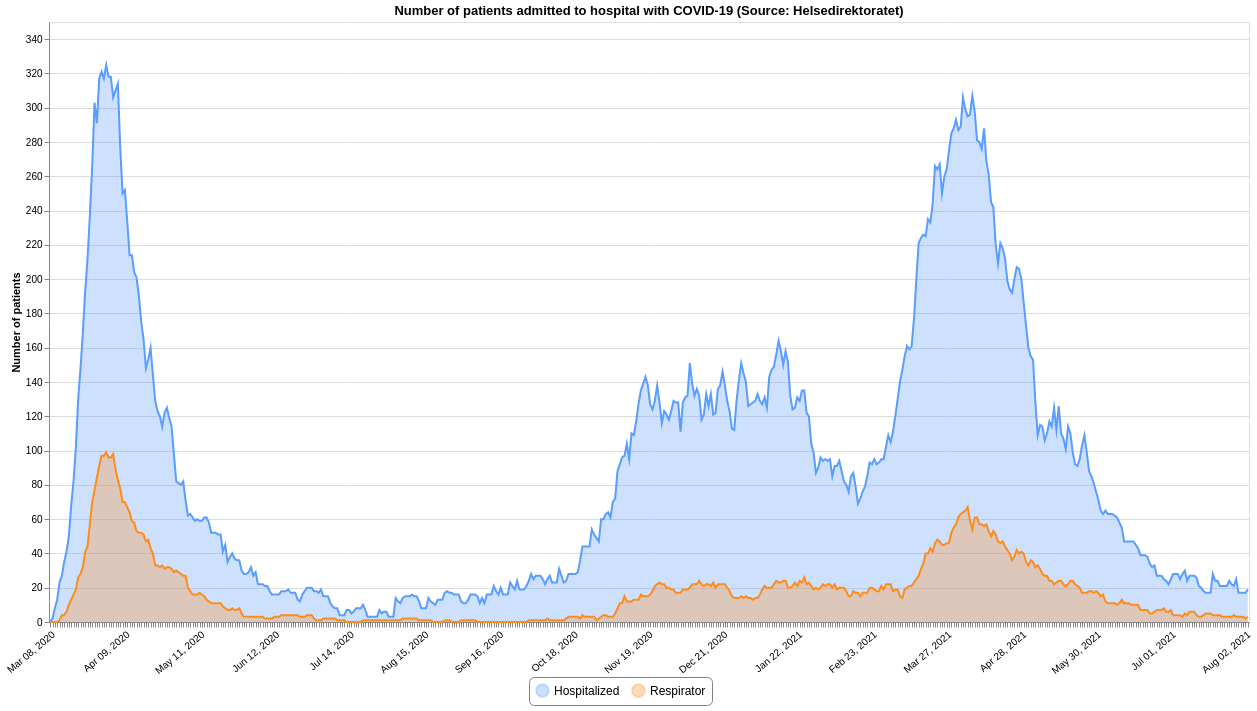 Number of patients admitted to hospital with COVID-19 (Source: Helsedirektoratet)
Number of patients
340
320
300
280
260
240
220
200
180
160
140
120
100
80
60
40
20
0
Mar 08, 2020
Apr 09, 2020
May 11, 2020
Jun 12, 2020
Jul 14, 2020
Aug 15, 2020
Sep 16, 2020
Oct 18, 2020
Nov 19, 2020
Dec 21, 2020
Jan 22, 2021
Feb 23, 2021
Mar 27, 2021
Apr 28, 2021
May 30, 2021
Jul 01, 2021
Aug 02, 2021
Hospitalized
Respirator